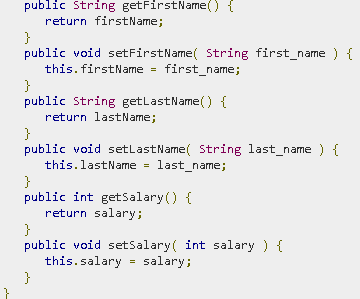 public String getFirstName() {
return firstName;
}
public void setFirstName( String first_name ) {
this.firstName = first_name;
}
public String getLastName() {
return lastName;
}
public void setLastName( String last_name ) {
this.lastName = last_name;
}
public int getSalary() {
return salary;
}
public void setSalary( int salary ) {
this.salary = salary;
}
}